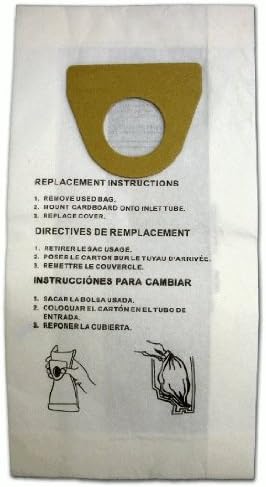 REPLACEMENT INSTRUCTIONS
1. REMOVE USED BAG.
2. MOUNT CARDBOARD ONTO INLET TUBE.
3. REPLACE COVER.
DIRECTIVES DE REMPLACEMENT
1. RETIRER LE SAC USAGE.
2. POSER LE CARTON SUR LE TUYAU D'ARRIVÉE.
3. REMETTRE LE COUVERCLE.
INSTRUCCIÓNES PARA CAMBIAR
1. SACAR LA BOLSA USADA.
2. COLOQUAR EL CARTÓN EN EL TUBO DE
ENTRADA.
3. REPONER LA CUBIERTA.